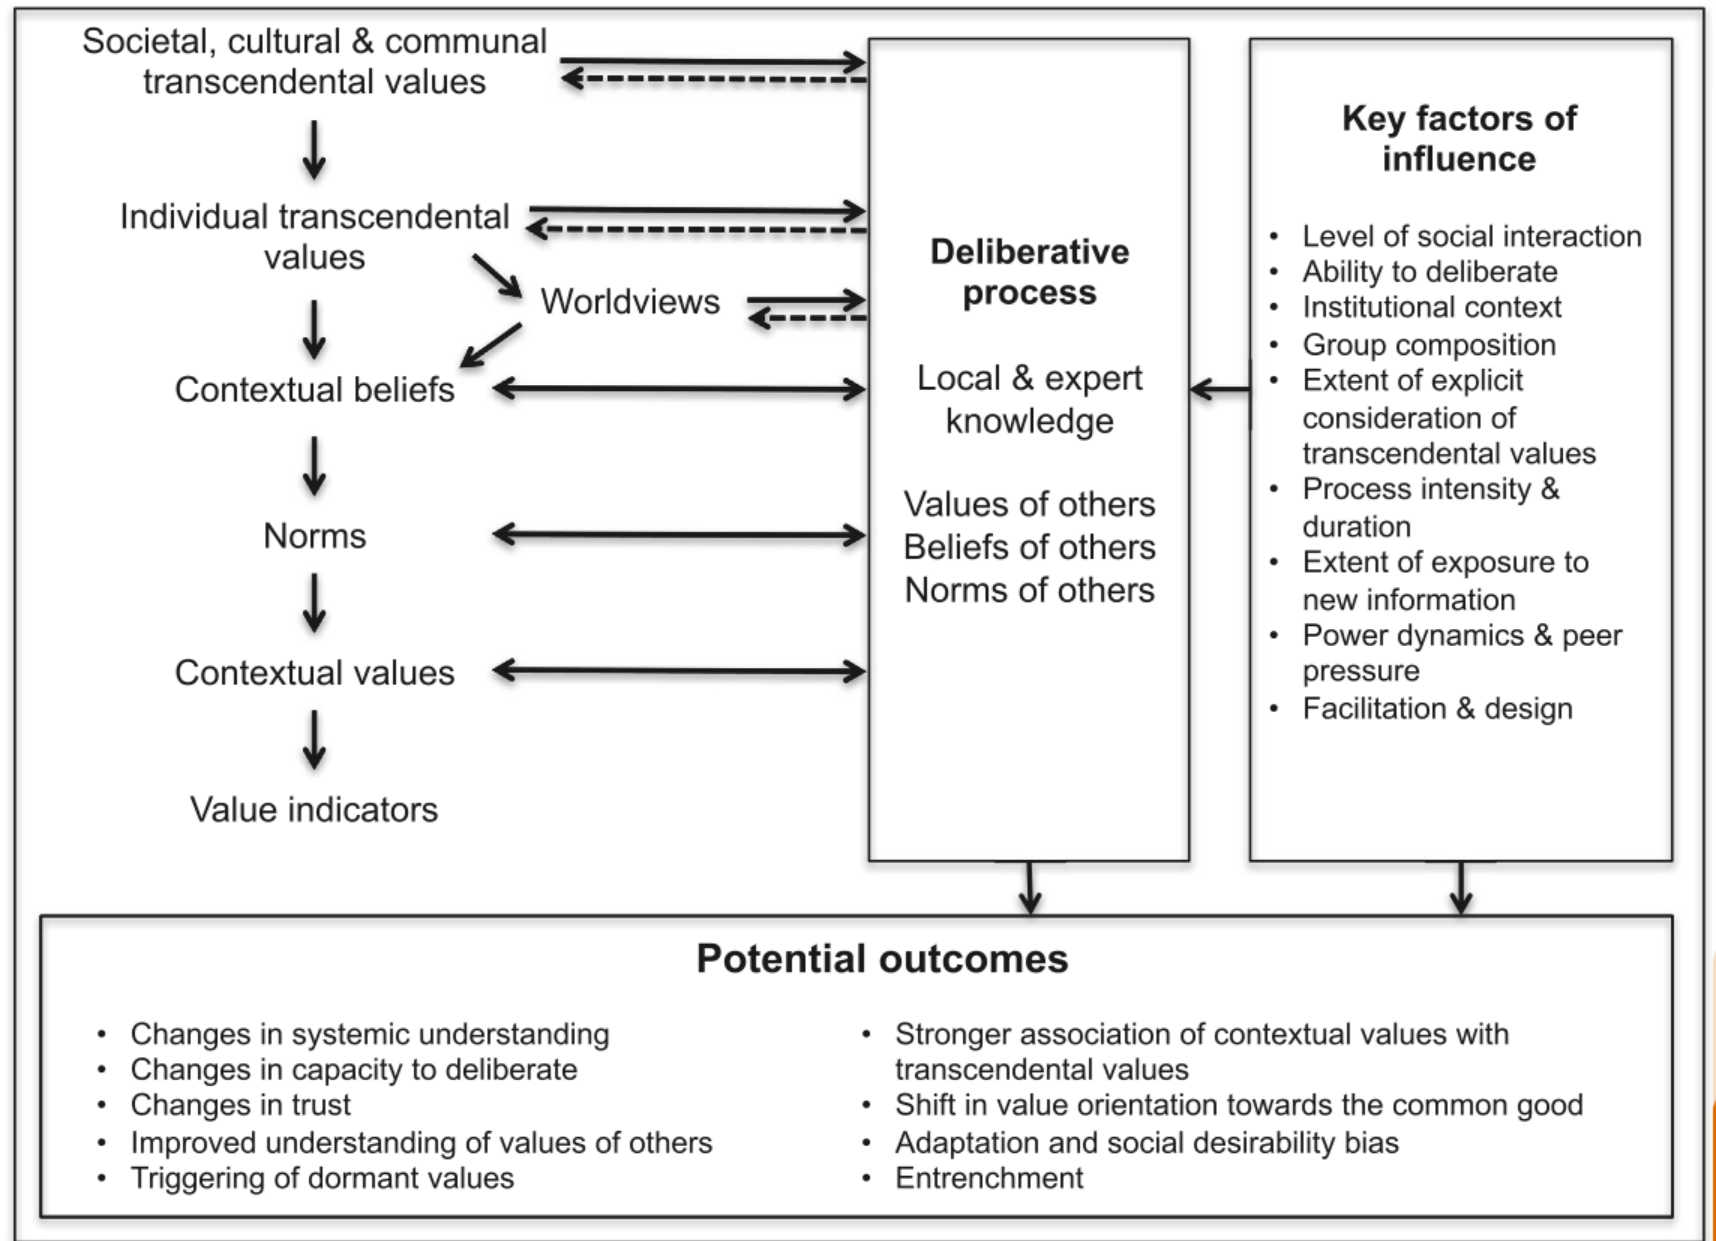 Societal, cultural & communal
transcendental values
Individual transcendental
values
Worldviews
Contextual beliefs
Norms
Contextual values
Value indicators
Deliberative
process
Local & expert
knowledge
Values of others
Beliefs of others
Norms of others
Key factors of
influence
• Level of social interaction
• Ability to deliberate
• Institutional context
• Group composition
• Extent of explicit
consideration of
transcendental values
• Process intensity &
duration
• Extent of exposure to
new information
• Power dynamics & peer
pressure
• Facilitation & design
Potential outcomes
• Changes in systemic understanding
• Changes in capacity to deliberate
• Changes in trust
• Improved understanding of values of others
• Triggering of dormant values
• Stronger association of contextual values with
transcendental values
• Shift in value orientation towards the common good
• Adaptation and social desirability bias
• Entrenchment